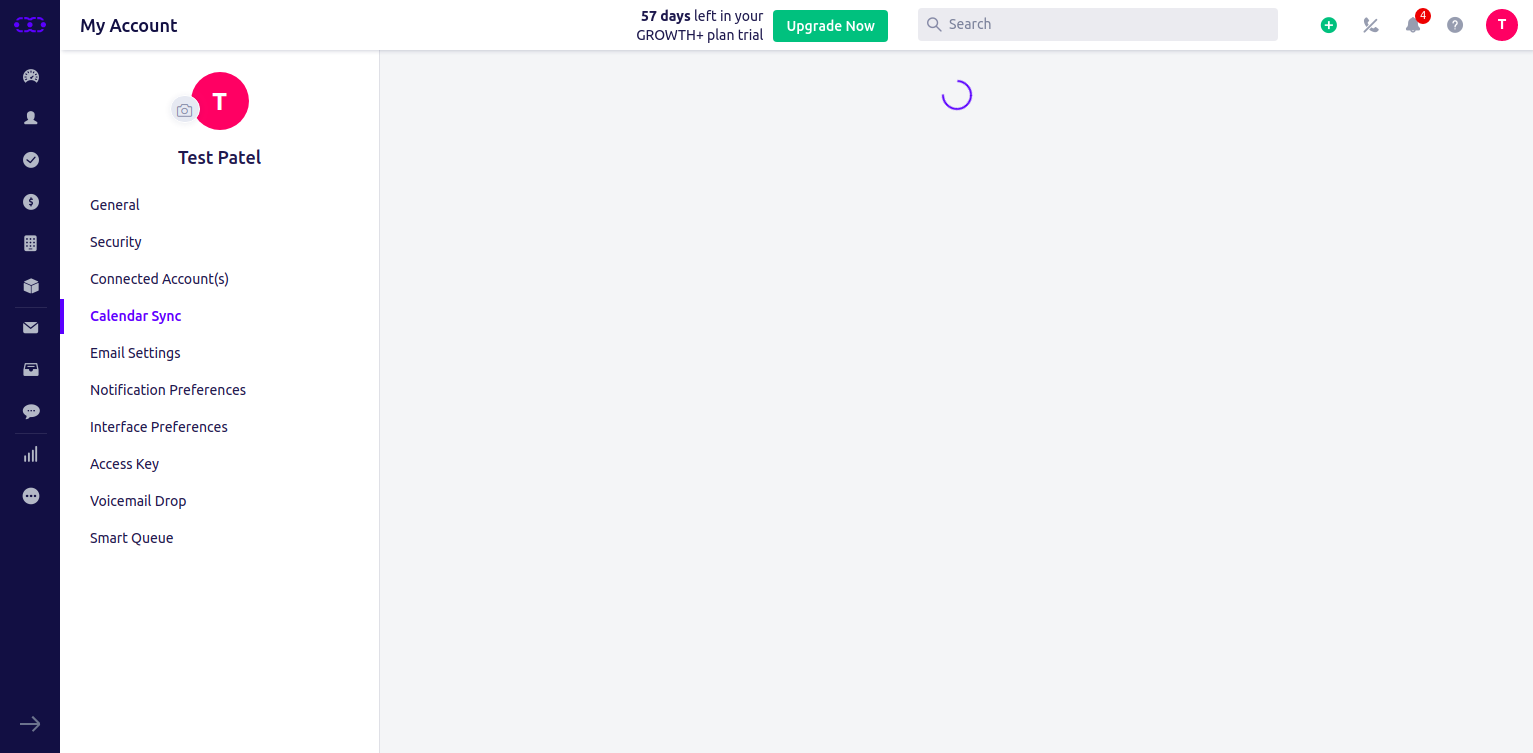 My Account
57 days left in your
GROWTH+ plan trial
Upgrade Now
Search
4
T
T
Test Patel
General
Security
Connected Account(s)
Calendar Sync
Email Settings
Notification Preferences
Interface Preferences
Access Key
Voicemail Drop
Smart Queue